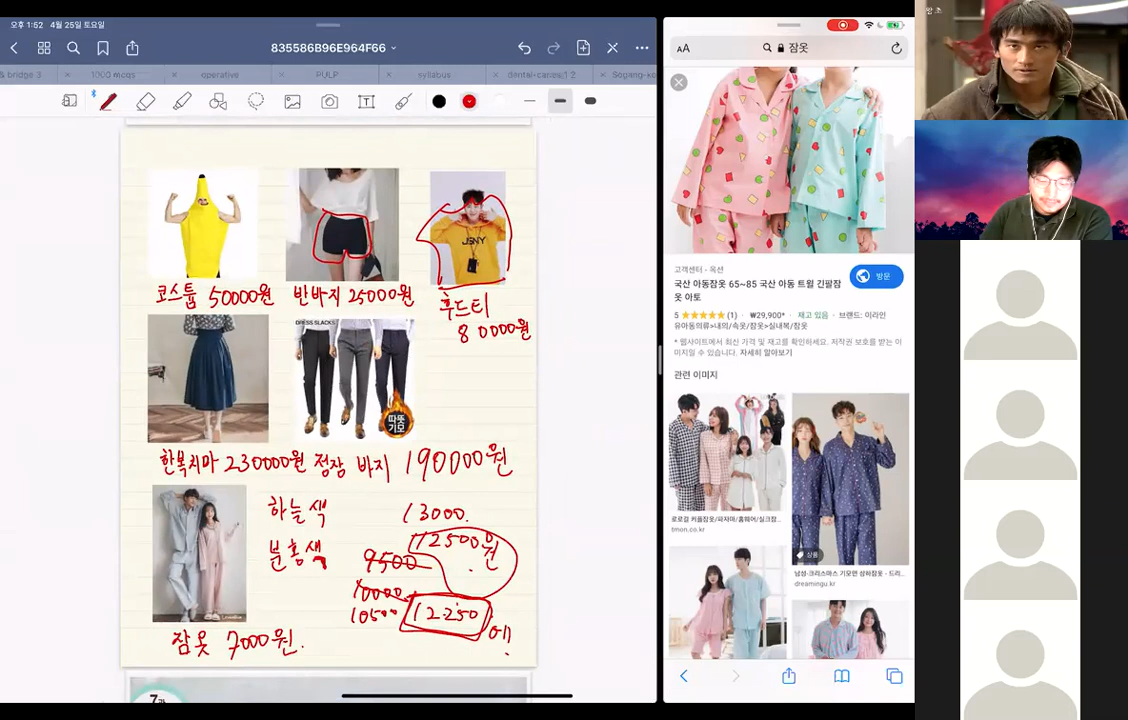 오후 1:52 4월 25일 토요일
835586B96E964F66
bridge 3
1000 mcqs
operative
PULP
syllabus
dental-caries,1 2
Sogang-ko
JSNY
코스튬 50000원
반바지 25000원
후드티
80000원
DRESS SLACKS
따뜻
기모
한복치마 230000원 정장 바지 190000원
하늘색
분홍색
13000.
12500원
9500
10000
10500
12250
에
잠옷 7000원.
7과
AA
잠옷
고객센터 - 옥션
국산 아동잠옷 65~85 국산 아동 트윌 긴팔잠
옷 아토
방문
5 ★★★★★ (1) · ₩29,900* · 재고 있음 · 브랜드: 이라인
유아동의류>내의/속옷/잠옷>실내복/잠옷
* 웹사이트에서 최신 가격 및 재고를 확인하세요. 저작권 보호를 받는 이
미지일 수 있습니다. 자세히 알아보기
관련 이미지
로로걸 커플잠옷/파자마/홈웨어/실크잠...
tmon.co.kr
상품
남성-크리스마스 기모면 상하잠옷 - 드리...
dreamingu.kr